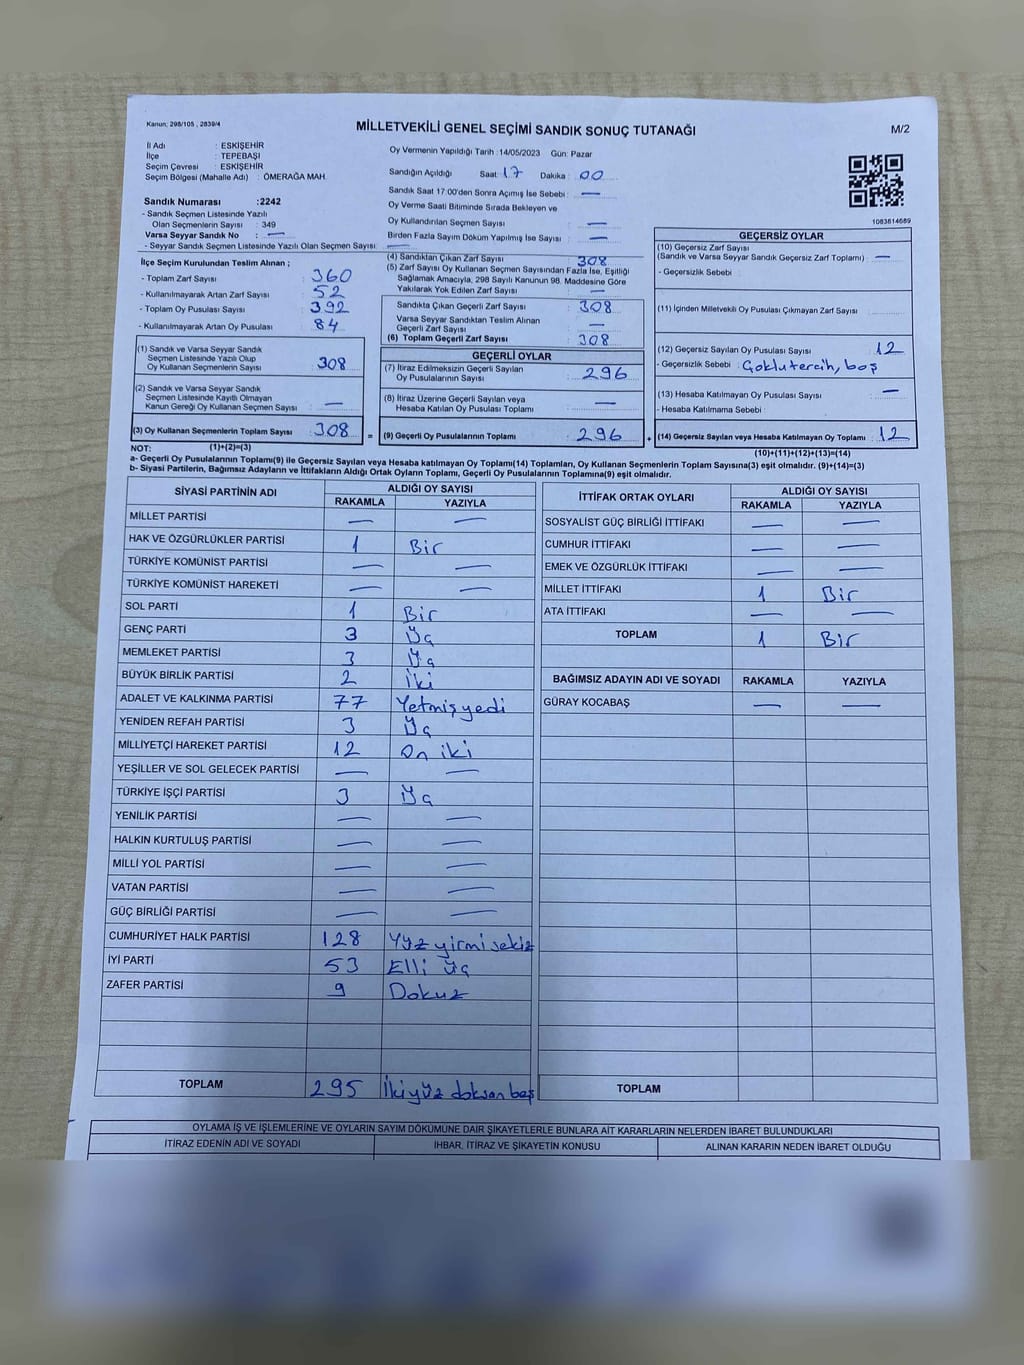 Kanun; 298/105 , 2839/4
MİLLETVEKİLİ GENEL SEÇİMİ SANDIK SONUÇ TUTANAĞI
M/2
İl Adı : ESKİŞEHİR
İlçe : TEPEBAŞI
Seçim Çevresi : ESKİŞEHİR
Seçim Bölgesi (Mahalle Adı) : ÖMERAĞA MAH.
Sandık Numarası : 2242
- Sandık Seçmen Listesinde Yazılı
Olan Seçmenlerin Sayısı : 349
Varsa Seyyar Sandık No : —
- Seyyar Sandık Seçmen Listesinde Yazılı Olan Seçmen Sayısı : —
Oy Vermenin Yapıldığı Tarih : 14/05/2023 Gün: Pazar
Sandığın Açıldığı Saat : 17 Dakika : 00
Sandık Saat 17:00'den Sonra Açımış İse Sebebi : —
Oy Verme Saati Bitiminde Sırada Bekleyen ve
Oy Kullandırılan Seçmen Sayısı : —
Birden Fazla Sayım Döküm Yapılmış İse Sayısı : —
1083814689
İlçe Seçim Kurulundan Teslim Alınan ;
- Toplam Zarf Sayısı : 360
- Kullanılmayarak Artan Zarf Sayısı : 52
- Toplam Oy Pusulası Sayısı : 392
- Kullanılmayarak Artan Oy Pusulası : 84
(4) Sandıktan Çıkan Zarf Sayısı : 308
(5) Zarf Sayısı Oy Kullanan Seçmen Sayısından Fazla İse, Eşitliği
Sağlamak Amacıyla, 298 Sayılı Kanunun 98. Maddesine Göre
Yakılarak Yok Edilen Zarf Sayısı : —
Sandıkta Çıkan Geçerli Zarf Sayısı : 308
Varsa Seyyar Sandıktan Teslim Alınan
Geçerli Zarf Sayısı : —
(6) Toplam Geçerli Zarf Sayısı : 308
GEÇERSİZ OYLAR
(10) Geçersiz Zarf Sayısı
(Sandık ve Varsa Seyyar Sandık Geçersiz Zarf Toplamı) : —
- Geçersizlik Sebebi :
(11) İçinden Milletvekili Oy Pusulası Çıkmayan Zarf Sayısı :
(12) Geçersiz Sayılan Oy Pusulası Sayısı : 12
- Geçersizlik Sebebi : Çoklutercih, boş
(13) Hesaba Katılmayan Oy Pusulası Sayısı : —
- Hesaba Katılmama Sebebi :
(1) Sandık ve Varsa Seyyar Sandık
Seçmen Listesinde Yazılı Olup
Oy Kullanan Seçmenlerin Sayısı : 308
(2) Sandık ve Varsa Seyyar Sandık
Seçmen Listesinde Kayıtlı Olmayan
Kanun Gereği Oy Kullanan Seçmen Sayısı : —
GEÇERLİ OYLAR
(7) İtiraz Edilmeksizin Geçerli Sayılan
Oy Pusulalarının Sayısı : 296
(8) İtiraz Üzerine Geçerli Sayılan veya
Hesaba Katılan Oy Pusulası Toplamı : —
(3) Oy Kullanan Seçmenlerin Toplam Sayısı : 308 = (9) Geçerli Oy Pusulalarının Toplamı : 296 + (14) Geçersiz Sayılan veya Hesaba Katılmayan Oy Toplamı : 12
NOT: (1)+(2)=(3) (10)+(11)+(12)+(13)=(14)
a- Geçerli Oy Pusulaları Toplamı(9) ile Geçersiz Sayılan veya Hesaba katılmayan Oy Toplamı(14) Toplamları, Oy Kullanan Seçmenlerin Toplam Sayısına(3) eşit olmalıdır. (9)+(14)=(3)
b- Siyasi Partilerin, Bağımsız Adayların ve İttifakların Aldığı Ortak Oyların Toplamı, Geçerli Oy Pusulalarının Toplamına(9) eşit olmalıdır.
SİYASİ PARTİNİN ADI ALDIĞI OY SAYISI
RAKAMLA YAZIYLA
MİLLET PARTİSİ — —
HAK VE ÖZGÜRLÜKLER PARTİSİ 1 Bir
TÜRKİYE KOMÜNİST PARTİSİ — —
TÜRKİYE KOMÜNİST HAREKETİ — —
SOL PARTİ 1 Bir
GENÇ PARTİ 3 Üç
MEMLEKET PARTİSİ 3 Üç
BÜYÜK BİRLİK PARTİSİ 2 İki
ADALET VE KALKINMA PARTİSİ 77 Yetmişyedi
YENİDEN REFAH PARTİSİ 3 Üç
MİLLİYETÇİ HAREKET PARTİSİ 12 On iki
YEŞİLLER VE SOL GELECEK PARTİSİ — —
TÜRKİYE İŞÇİ PARTİSİ 3 Üç
YENİLİK PARTİSİ — —
HALKIN KURTULUŞ PARTİSİ — —
MİLLİ YOL PARTİSİ — —
VATAN PARTİSİ — —
GÜÇ BİRLİĞİ PARTİSİ — —
CUMHURİYET HALK PARTİSİ 128 Yüz yirmi sekiz
İYİ PARTİ 53 Elli üç
ZAFER PARTİSİ 9 Dokuz
TOPLAM 295 İkiyüz doksan beş
İTTİFAK ORTAK OYLARI ALDIĞI OY SAYISI
RAKAMLA YAZIYLA
SOSYALİST GÜÇ BİRLİĞİ İTTİFAKI — —
CUMHUR İTTİFAKI — —
EMEK VE ÖZGÜRLÜK İTTİFAKI — —
MİLLET İTTİFAKI 1 Bir
ATA İTTİFAKI — —
TOPLAM 1 Bir
BAĞIMSIZ ADAYIN ADI VE SOYADI RAKAMLA YAZIYLA
GÜRAY KOCABAŞ — —
TOPLAM
OYLAMA İŞ VE İŞLEMLERİNE VE OYLARIN SAYIM DÖKÜMÜNE DAİR ŞİKAYETLERLE BUNLARA AİT KARARLARIN NELERDEN İBARET BULUNDUKLARI
İTİRAZ EDENİN ADI VE SOYADI İHBAR, İTİRAZ VE ŞİKAYETİN KONUSU ALINAN KARARIN NEDEN İBARET OLDUĞU